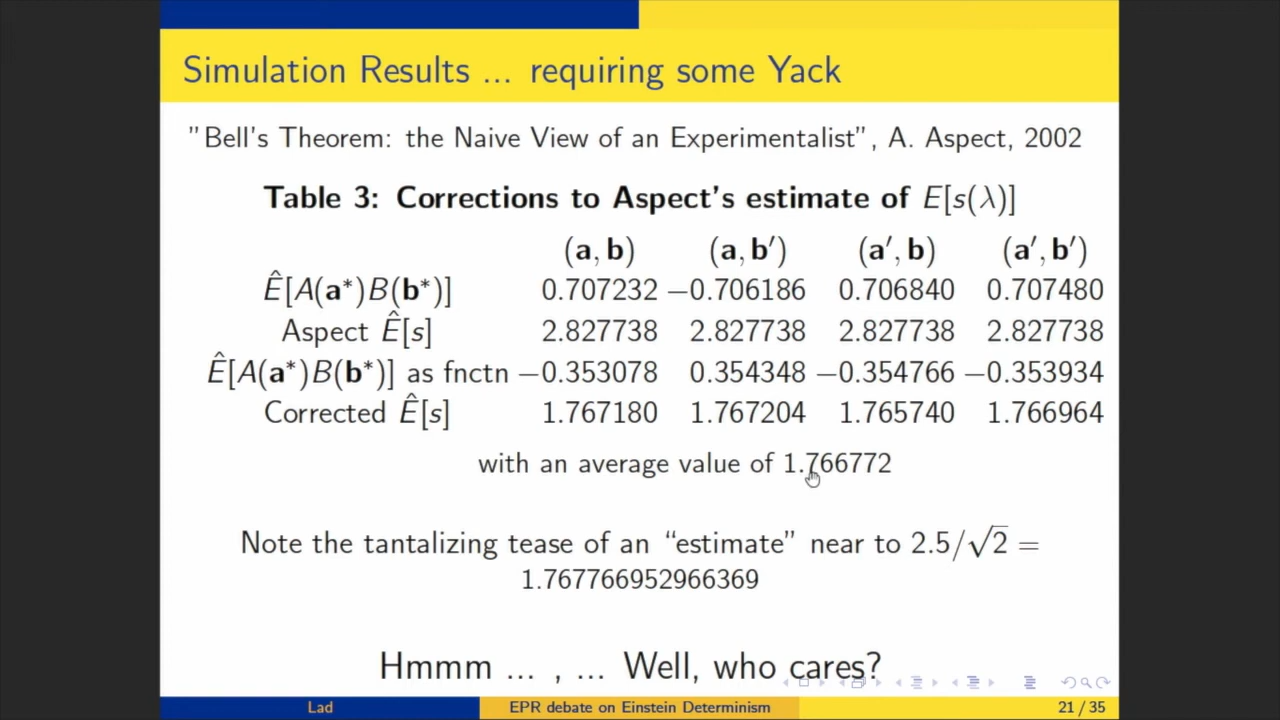 Simulation Results ... requiring some Yack
"Bell's Theorem: the Naive View of an Experimentalist", A. Aspect, 2002
Table 3: Corrections to Aspect's estimate of E[s(λ)]
(a, b) (a, b′) (a′, b) (a′, b′)
Ê[A(a*)B(b*)] 0.707232 −0.706186 0.706840 0.707480
Aspect Ê[s] 2.827738 2.827738 2.827738 2.827738
Ê[A(a*)B(b*)] as fnctn −0.353078 0.354348 −0.354766 −0.353934
Corrected Ê[s] 1.767180 1.767204 1.765740 1.766964
with an average value of 1.766772
Note the tantalizing tease of an “estimate” near to 2.5/√2 =
1.767766952966369
Hmmm ... , ... Well, who cares?
Lad EPR debate on Einstein Determinism 21 / 35